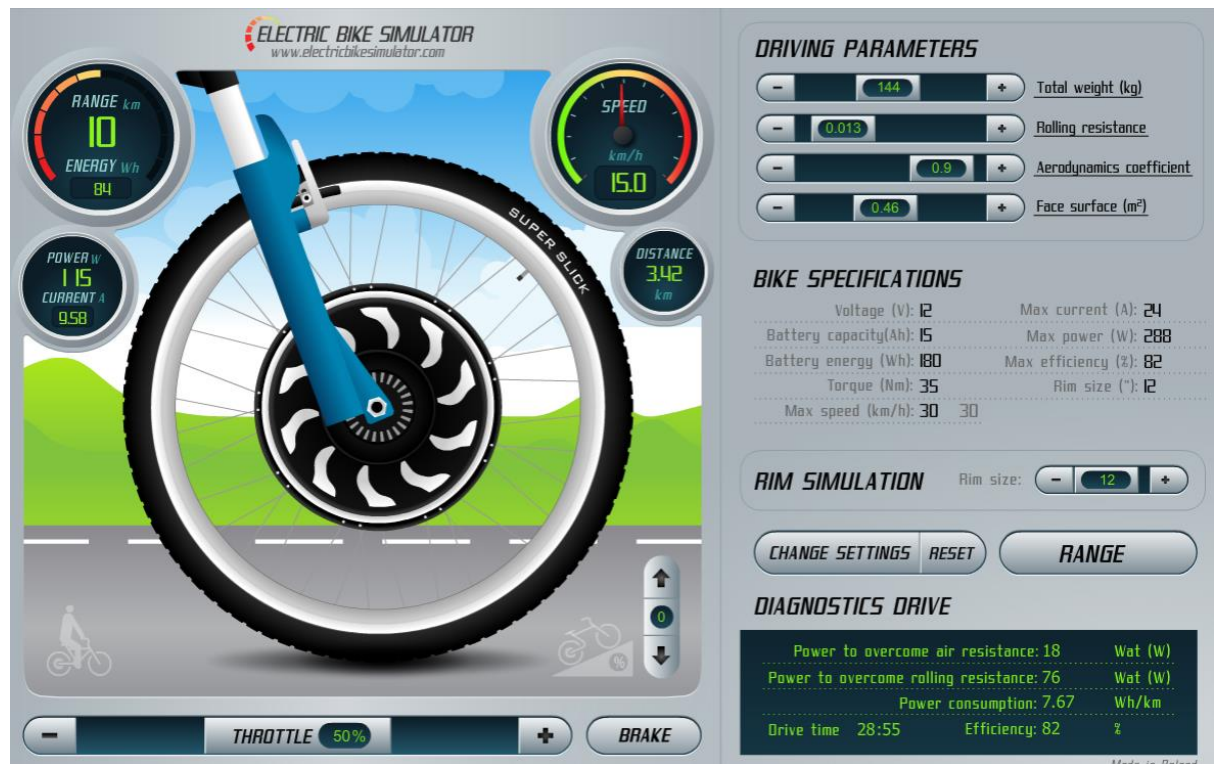 ELECTRIC BIKE SIMULATOR
www.electricbikesimulator.com
RANGE km
10
ENERGY Wh
84
SPEED
km/h
15.0
POWER W
115
CURRENT A
9.58
DISTANCE
3.42
km
SUPER SLICK
0
%
- THROTTLE 50% +
BRAKE
DRIVING PARAMETERS
- 144 + Total weight (kg)
- 0.013 + Rolling resistance
- 0.9 + Aerodynamics coefficient
- 0.46 + Face surface (m²)
BIKE SPECIFICATIONS
Voltage (V): 12 Max current (A): 24
Battery capacity(Ah): 15 Max power (W): 288
Battery energy (Wh): 180 Max efficiency (%): 82
Torque (Nm): 35 Rim size ("): 12
Max speed (km/h): 30 30
RIM SIMULATION Rim size: - 12 +
CHANGE SETTINGS RESET RANGE
DIAGNOSTICS DRIVE
Power to overcome air resistance: 18 Wat (W)
Power to overcome rolling resistance: 76 Wat (W)
Power consumption: 7.67 Wh/km
Drive time 28:55 Efficiency: 82 %
Made in Poland